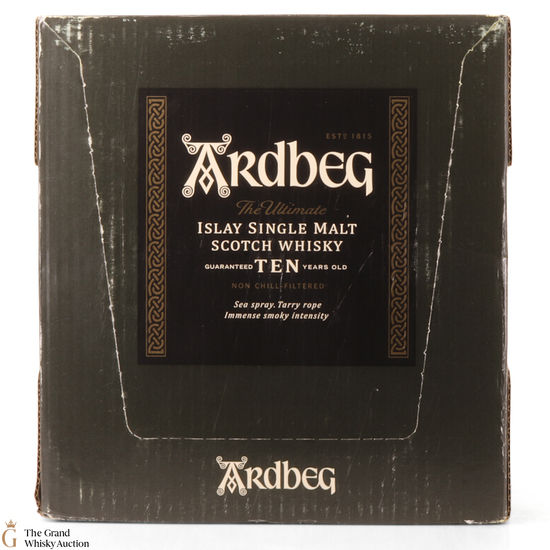 ESTD 1815
ARDBEG
The Ultimate
ISLAY SINGLE MALT
SCOTCH WHISKY
GUARANTEED TEN YEARS OLD
NON CHILL-FILTERED
Sea spray. Tarry rope
Immense smoky intensity
ARDBEG
G
The Grand
Whisky Auction